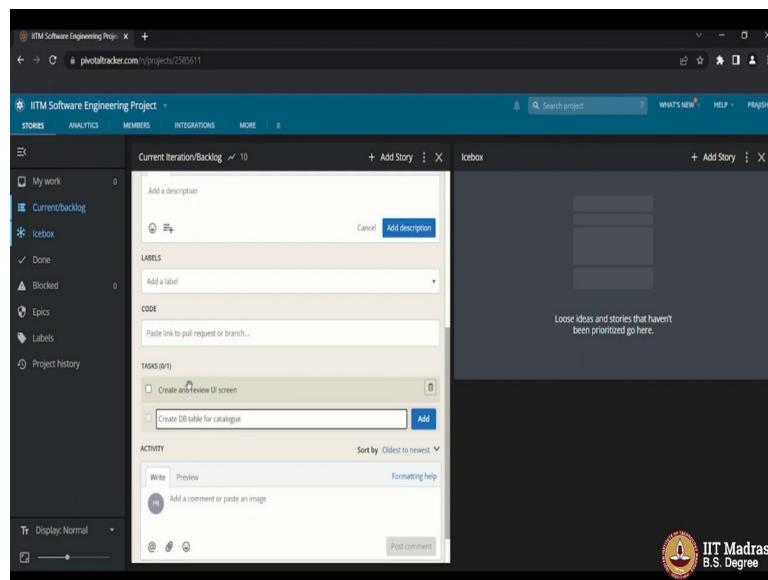 IITM Software Engineering Proje
pivotaltracker.com/n/projects/2585611
IITM Software Engineering Project
Search project
?
WHAT'S NEW
HELP
PRAJISH
STORIES
ANALYTICS
MEMBERS
INTEGRATIONS
MORE
My work 0
Current/backlog
Icebox
Done
Blocked 0
Epics
Labels
Project history
Display: Normal
Current Iteration/Backlog 10
+ Add Story
Add a description
Cancel
Add description
LABELS
Add a label
CODE
Paste link to pull request or branch...
TASKS (0/1)
Create and review UI screen
Create DB table for catalogue
Add
ACTIVITY
Sort by Oldest to newest
Write
Preview
Formatting help
Add a comment or paste an image
Post comment
Icebox
+ Add Story
Loose ideas and stories that haven't
been prioritized go here.
IIT Madras
B.S. Degree